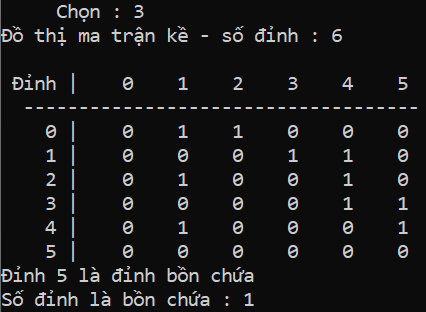 Chọn : 3
Đồ thị ma trận kề - số đỉnh : 6
Đỉnh | 0 1 2 3 4 5
------------------------------------
0 | 0 1 1 0 0 0
1 | 0 0 0 1 1 0
2 | 0 1 0 0 1 0
3 | 0 0 0 0 1 1
4 | 0 1 0 0 0 1
5 | 0 0 0 0 0 0
Đỉnh 5 là đỉnh bồn chứa
Số đỉnh là bồn chứa : 1